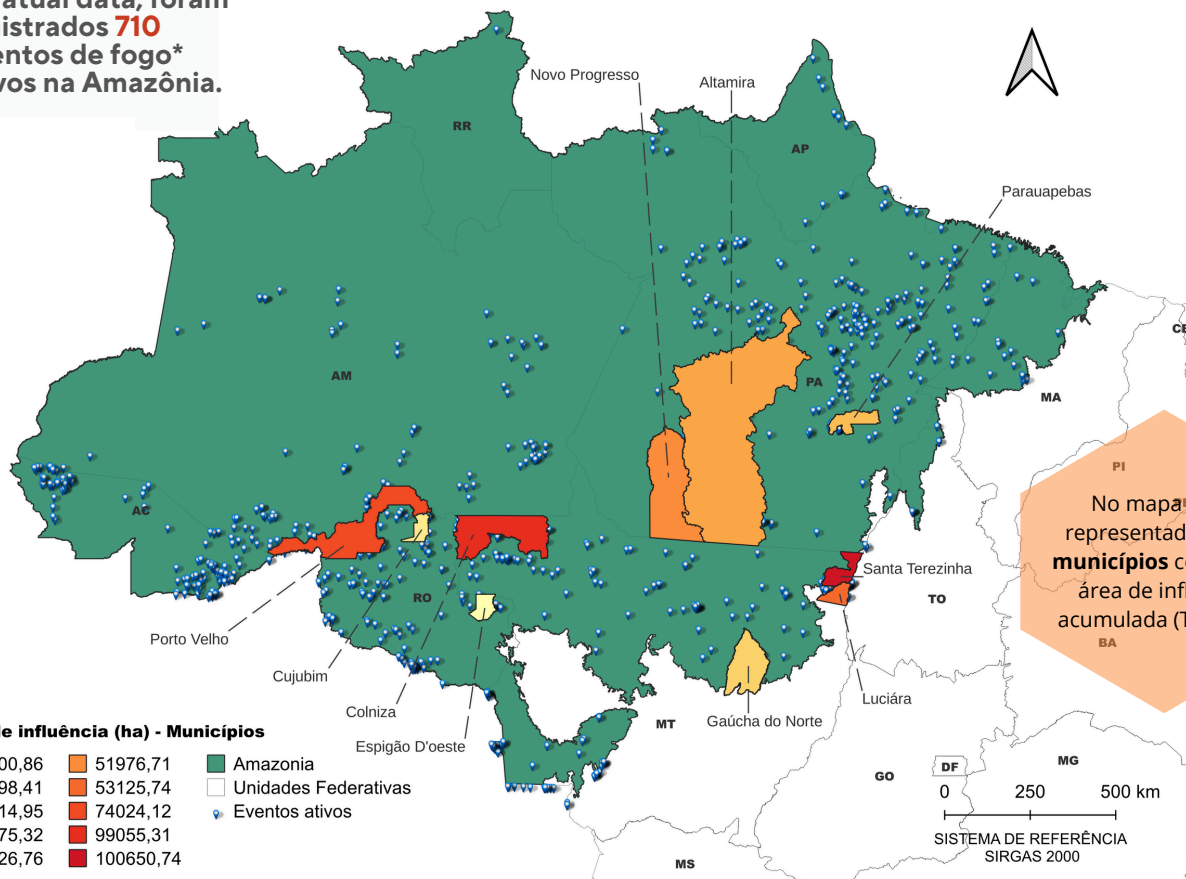 atual data, foram
istrados 710
entos de fogo*
vos na Amazônia.
Novo Progresso
Altamira
RR
AP
Parauapebas
CE
AM
PA
MA
PI
AC
No mapa
representad
municípios c
área de infl
acumulada (T
BA
Santa Terezinha
RO
TO
Porto Velho
Cujubim
Colniza
Espigão D'oeste
Gaúcha do Norte
Luciára
MT
GO
DF
MG
MS
e influência (ha) - Municípios
00,86
98,41
14,95
75,32
26,76
51976,71
53125,74
74024,12
99055,31
100650,74
Amazonia
Unidades Federativas
Eventos ativos
0 250 500 km
SISTEMA DE REFERÊNCIA
SIRGAS 2000